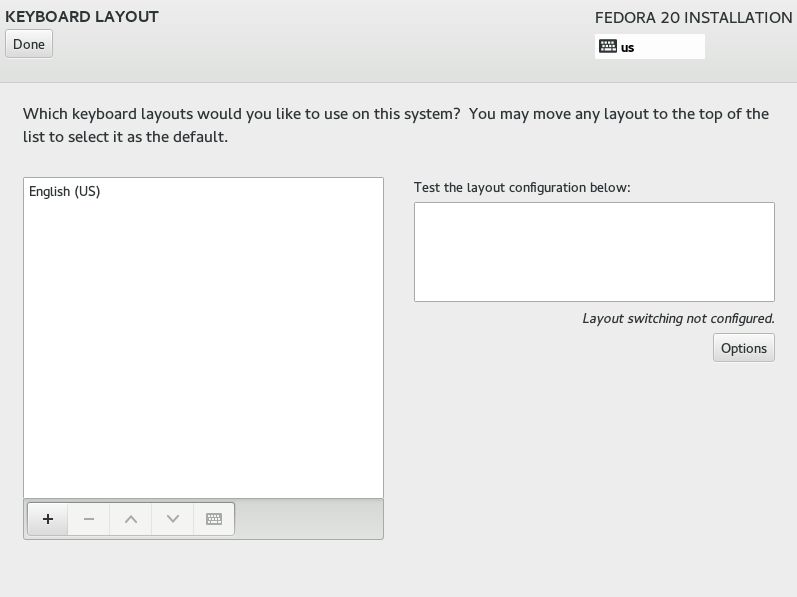 KEYBOARD LAYOUT
FEDORA 20 INSTALLATION
Done
us
Which keyboard layouts would you like to use on this system?  You may move any layout to the top of the
list to select it as the default.
English (US)
Test the layout configuration below:
Layout switching not configured.
Options